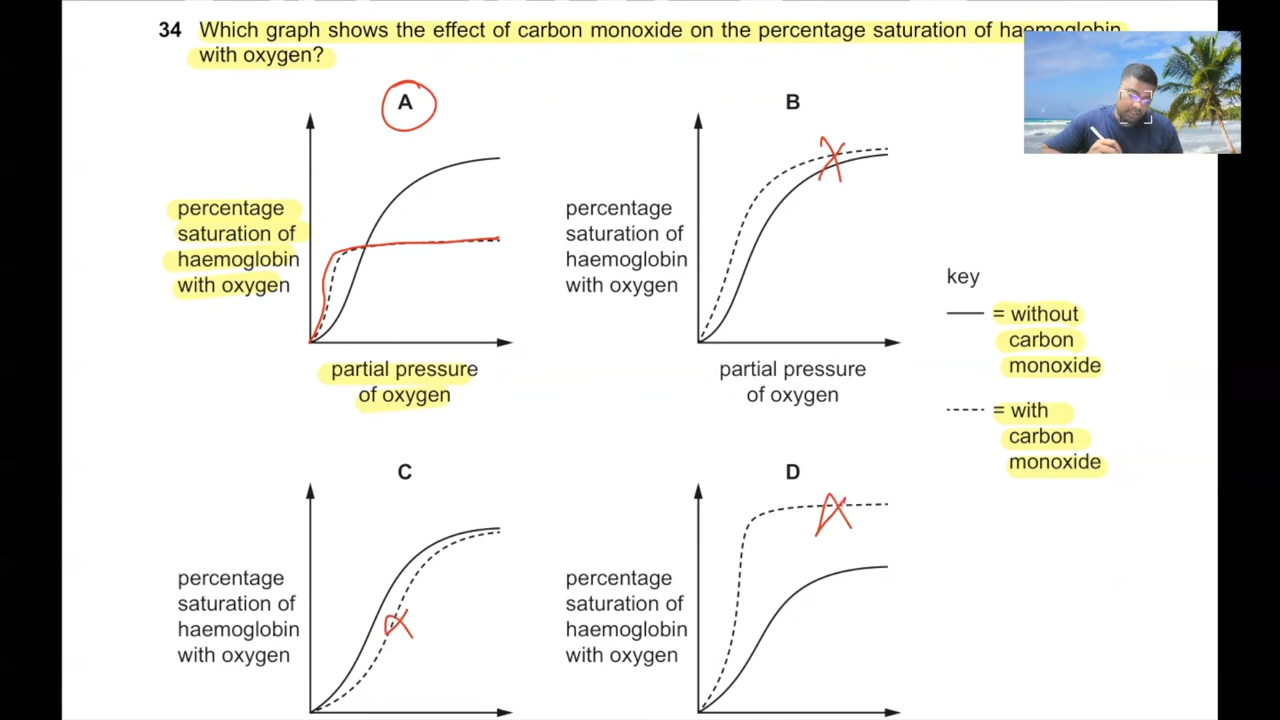 34 Which graph shows the effect of carbon monoxide on the percentage saturation of haemoglobin
with oxygen?
A
percentage
saturation of
haemoglobin
with oxygen
partial pressure
of oxygen
B
percentage
saturation of
haemoglobin
with oxygen
partial pressure
of oxygen
key
= without
carbon
monoxide
= with
carbon
monoxide
C
percentage
saturation of
haemoglobin
with oxygen
D
percentage
saturation of
haemoglobin
with oxygen